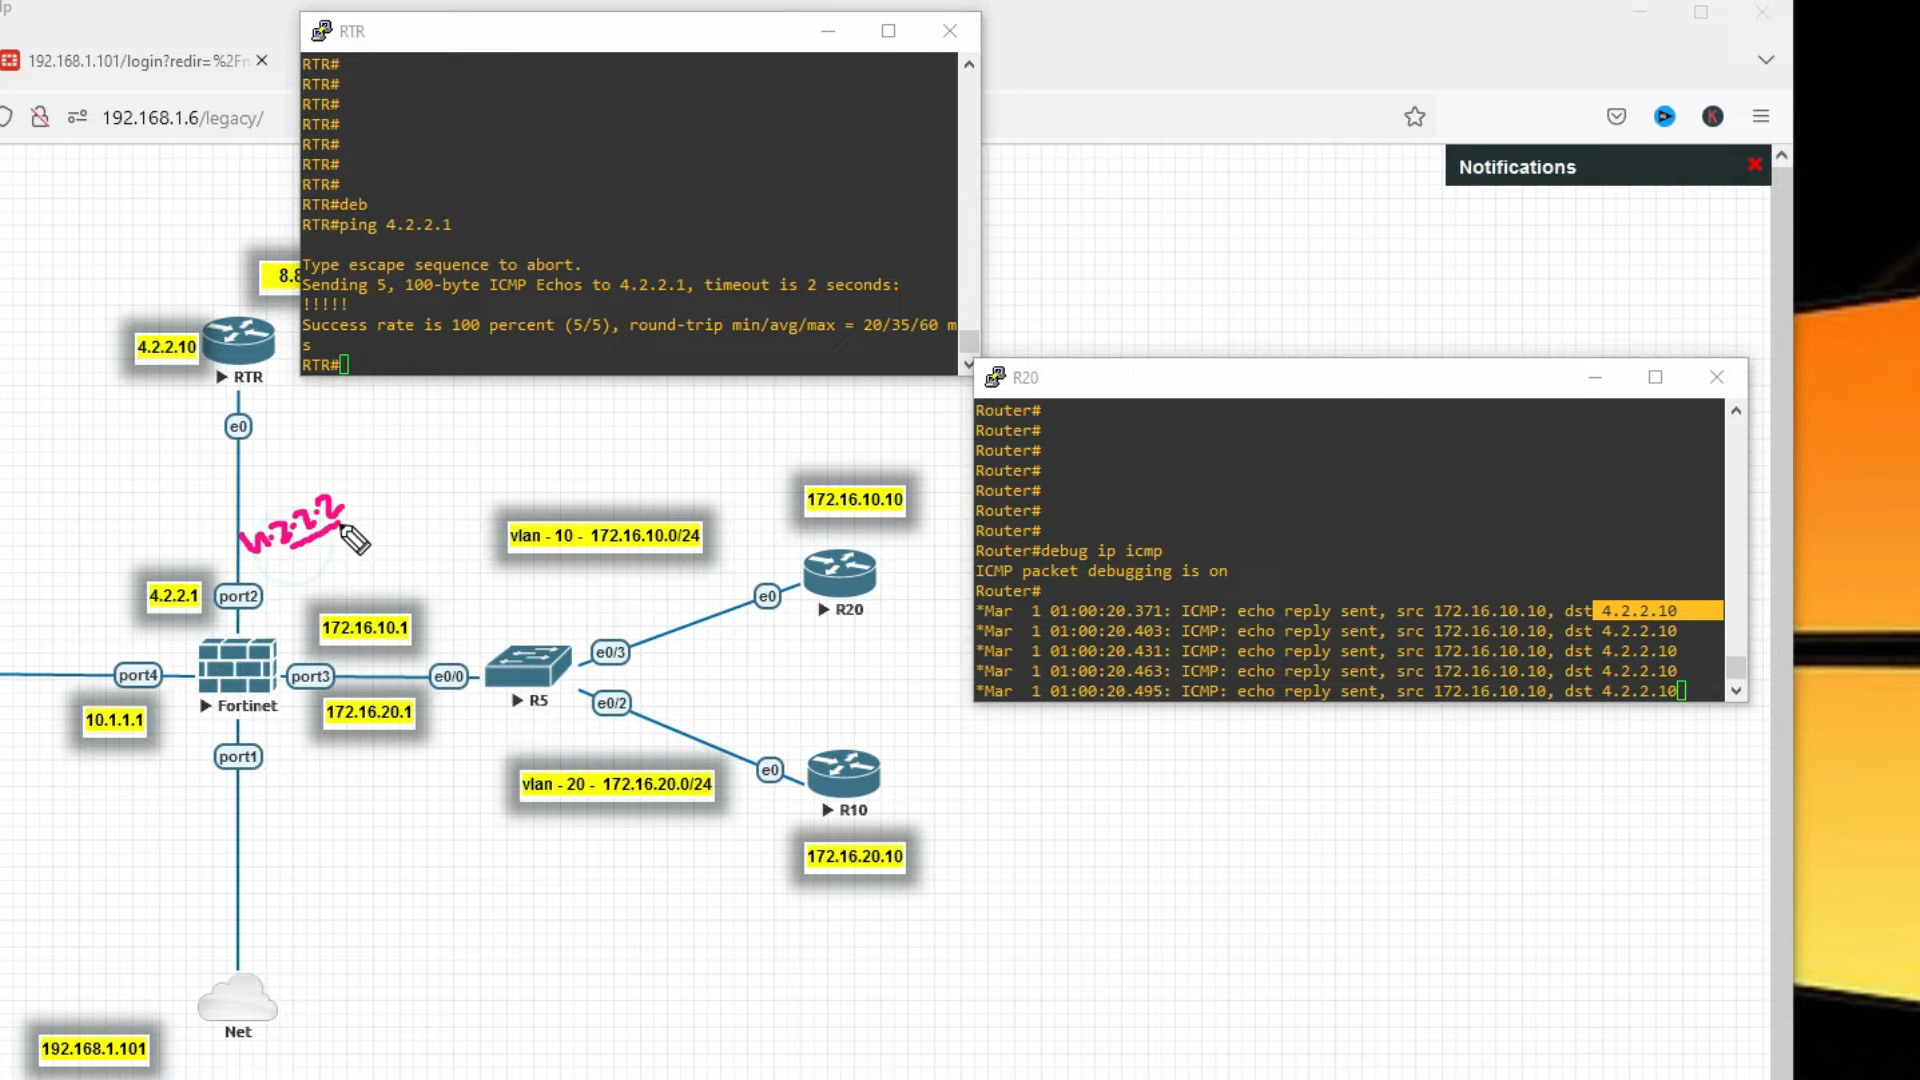 lp
192.168.1.101/login?redir=%2Fn
192.168.1.6/legacy/
Notifications
RTR
RTR#
RTR#
RTR#
RTR#
RTR#
RTR#
RTR#
RTR#deb
RTR#ping 4.2.2.1
Type escape sequence to abort.
Sending 5, 100-byte ICMP Echos to 4.2.2.1, timeout is 2 seconds:
!!!!!
Success rate is 100 percent (5/5), round-trip min/avg/max = 20/35/60 m
s
RTR#
R20
Router#
Router#
Router#
Router#
Router#
Router#
Router#
Router#debug ip icmp
ICMP packet debugging is on
Router#
*Mar  1 01:00:20.371: ICMP: echo reply sent, src 172.16.10.10, dst 4.2.2.10
*Mar  1 01:00:20.403: ICMP: echo reply sent, src 172.16.10.10, dst 4.2.2.10
*Mar  1 01:00:20.431: ICMP: echo reply sent, src 172.16.10.10, dst 4.2.2.10
*Mar  1 01:00:20.463: ICMP: echo reply sent, src 172.16.10.10, dst 4.2.2.10
*Mar  1 01:00:20.495: ICMP: echo reply sent, src 172.16.10.10, dst 4.2.2.10
8.8
4.2.2.10
RTR
e0
4.2.2.2
4.2.2.1
port2
172.16.10.1
port4
Fortinet
port3
10.1.1.1
172.16.20.1
port1
e0/0
R5
e0/3
e0/2
vlan - 10 - 172.16.10.0/24
172.16.10.10
e0
R20
vlan - 20 - 172.16.20.0/24
e0
R10
172.16.20.10
Net
192.168.1.101
K